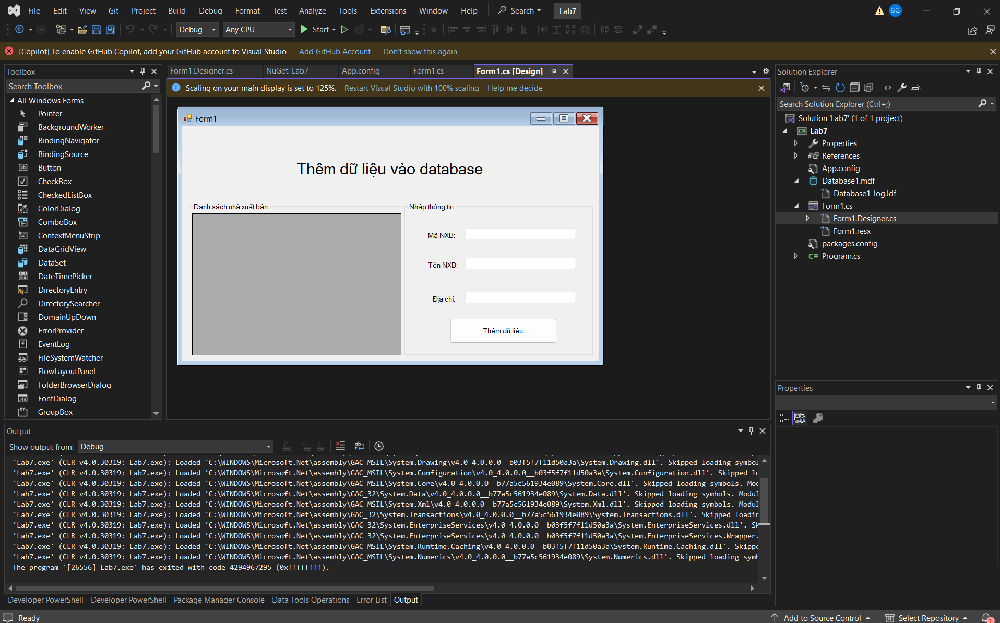 File Edit View Git Project Build Debug Format Test Analyze Tools Extensions Window Help Search Lab7 BG
Debug Any CPU Start
[Copilot] To enable GitHub Copilot, add your GitHub account to Visual Studio Add GitHub Account Don't show this again
Toolbox
Search Toolbox
All Windows Forms
Pointer
BackgroundWorker
BindingNavigator
BindingSource
Button
CheckBox
CheckedListBox
ColorDialog
ComboBox
ContextMenuStrip
DataGridView
DataSet
DateTimePicker
DirectoryEntry
DirectorySearcher
DomainUpDown
ErrorProvider
EventLog
FileSystemWatcher
FlowLayoutPanel
FolderBrowserDialog
FontDialog
GroupBox
Form1.Designer.cs NuGet: Lab7 App.config Form1.cs Form1.cs [Design]
Scaling on your main display is set to 125%. Restart Visual Studio with 100% scaling Help me decide
Form1
Thêm dữ liệu vào database
Danh sách nhà xuất bản:
Nhập thông tin:
Mã NXB:
Tên NXB:
Địa chỉ:
Thêm dữ liệu
Solution Explorer
Search Solution Explorer (Ctrl+;)
Solution 'Lab7' (1 of 1 project)
Lab7
Properties
References
App.config
Database1.mdf
Database1_log.ldf
Form1.cs
Form1.Designer.cs
Form1.resx
packages.config
Program.cs
Properties
Output
Show output from: Debug
'Lab7.exe' (CLR v4.0.30319: Lab7.exe): Loaded 'C:\WINDOWS\Microsoft.Net\assembly\GAC_MSIL\System.Drawing\v4.0_4.0.0.0__b03f5f7f11d50a3a\System.Drawing.dll'. Skipped loading symbol
'Lab7.exe' (CLR v4.0.30319: Lab7.exe): Loaded 'C:\WINDOWS\Microsoft.Net\assembly\GAC_MSIL\System.Configuration\v4.0_4.0.0.0__b03f5f7f11d50a3a\System.Configuration.dll'. Skipped lo
'Lab7.exe' (CLR v4.0.30319: Lab7.exe): Loaded 'C:\WINDOWS\Microsoft.Net\assembly\GAC_MSIL\System.Core\v4.0_4.0.0.0__b77a5c561934e089\System.Core.dll'. Skipped loading symbols. Mod
'Lab7.exe' (CLR v4.0.30319: Lab7.exe): Loaded 'C:\WINDOWS\Microsoft.Net\assembly\GAC_32\System.Data\v4.0_4.0.0.0__b77a5c561934e089\System.Data.dll'. Skipped loading symbols. Modul
'Lab7.exe' (CLR v4.0.30319: Lab7.exe): Loaded 'C:\WINDOWS\Microsoft.Net\assembly\GAC_MSIL\System.Xml\v4.0_4.0.0.0__b77a5c561934e089\System.Xml.dll'. Skipped loading symbols. Modul
'Lab7.exe' (CLR v4.0.30319: Lab7.exe): Loaded 'C:\WINDOWS\Microsoft.Net\assembly\GAC_32\System.Transactions\v4.0_4.0.0.0__b77a5c561934e089\System.Transactions.dll'. Skipped loadin
'Lab7.exe' (CLR v4.0.30319: Lab7.exe): Loaded 'C:\WINDOWS\Microsoft.Net\assembly\GAC_32\System.EnterpriseServices\v4.0_4.0.0.0__b03f5f7f11d50a3a\System.EnterpriseServices.dll'. Sk
'Lab7.exe' (CLR v4.0.30319: Lab7.exe): Loaded 'C:\WINDOWS\Microsoft.Net\assembly\GAC_32\System.EnterpriseServices\v4.0_4.0.0.0__b03f5f7f11d50a3a\System.EnterpriseServices.Wrapper.
'Lab7.exe' (CLR v4.0.30319: Lab7.exe): Loaded 'C:\WINDOWS\Microsoft.Net\assembly\GAC_MSIL\System.Runtime.Caching\v4.0_4.0.0.0__b03f5f7f11d50a3a\System.Runtime.Caching.dll'. Skippe
'Lab7.exe' (CLR v4.0.30319: Lab7.exe): Loaded 'C:\WINDOWS\Microsoft.Net\assembly\GAC_MSIL\System.Numerics\v4.0_4.0.0.0__b77a5c561934e089\System.Numerics.dll'. Skipped loading symb
The program '[26556] Lab7.exe' has exited with code 4294967295 (0xffffffff).
Developer PowerShell Developer PowerShell Package Manager Console Data Tools Operations Error List Output
Ready Add to Source Control Select Repository 1